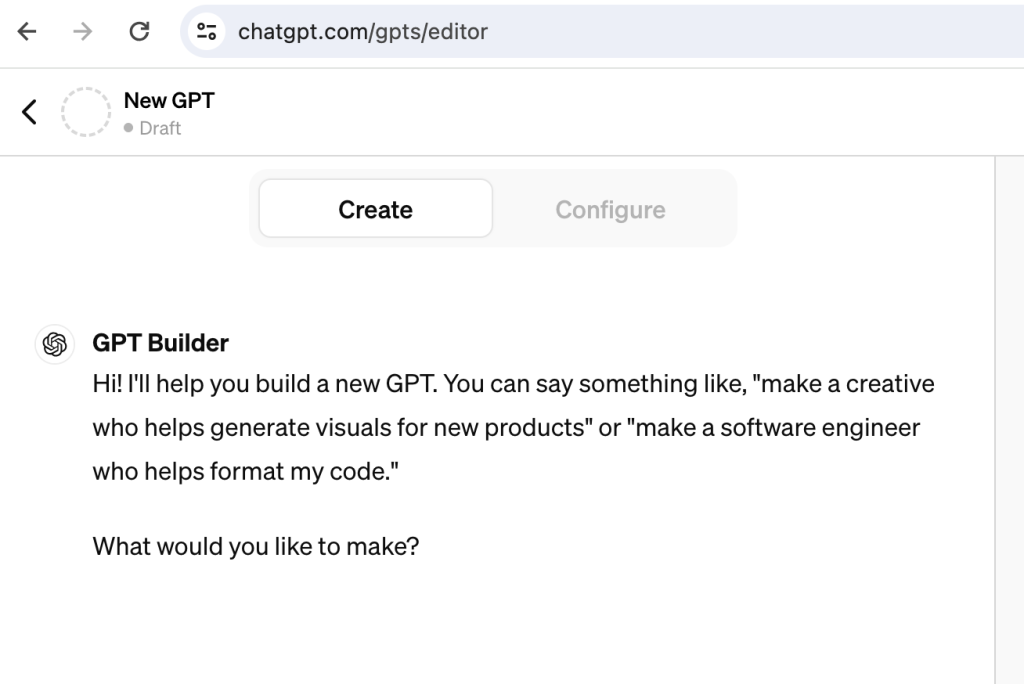 chatgpt.com/gpts/editor
New GPT
Draft
Create
Configure
GPT Builder
Hi! I'll help you build a new GPT. You can say something like, "make a creative
who helps generate visuals for new products" or "make a software engineer
who helps format my code."
What would you like to make?